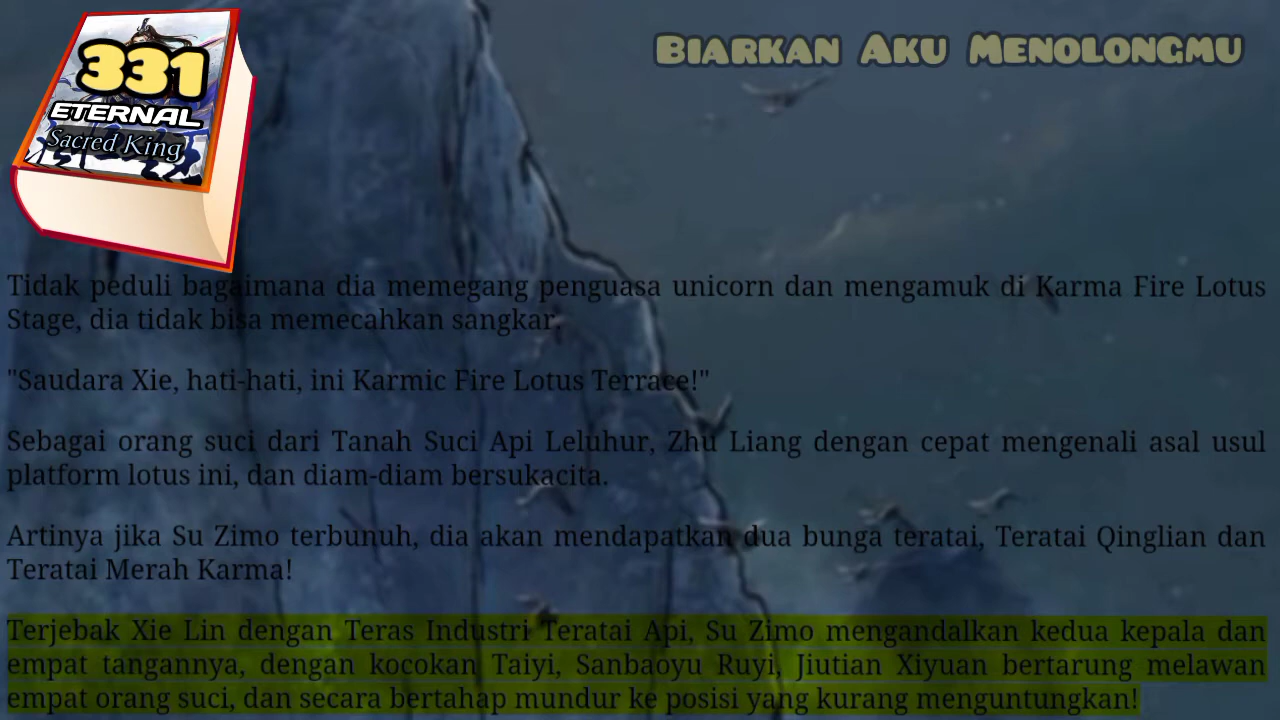 331
ETERNAL
Sacred King
Biarkan Aku Menolongmu
Tidak peduli bagaimana dia memegang penguasa unicorn dan mengamuk di Karma Fire Lotus
Stage, dia tidak bisa memecahkan sangkar.
"Saudara Xie, hati-hati, ini Karmic Fire Lotus Terrace!"
Sebagai orang suci dari Tanah Suci Api Leluhur, Zhu Liang dengan cepat mengenali asal usul
platform lotus ini, dan diam-diam bersukacita.
Artinya jika Su Zimo terbunuh, dia akan mendapatkan dua bunga teratai, Teratai Qinglian dan
Teratai Merah Karma!
Terjebak Xie Lin dengan Teras Industri Teratai Api, Su Zimo mengandalkan kedua kepala dan
empat tangannya, dengan kocokan Taiyi, Sanbaoyu Ruyi, Jiutian Xiyuan bertarung melawan
empat orang suci, dan secara bertahap mundur ke posisi yang kurang menguntungkan!